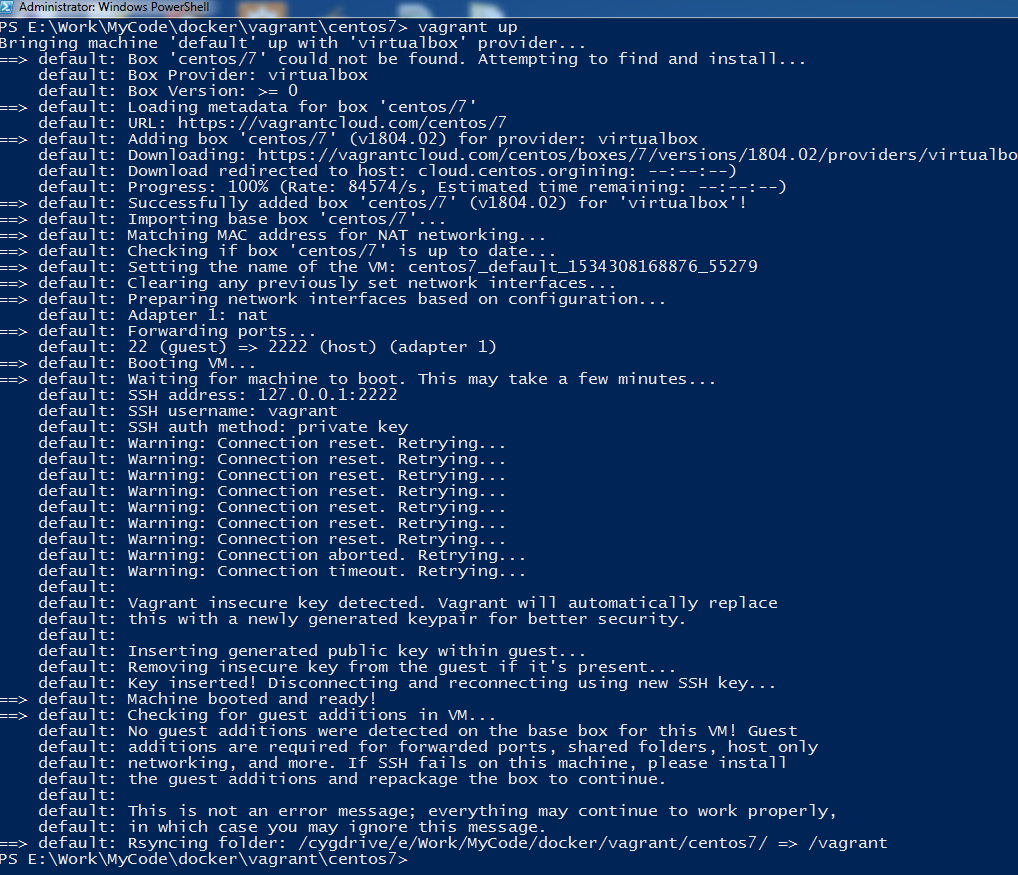 Administrator: Windows PowerShell
PS E:\Work\MyCode\docker\vagrant\centos7> vagrant up
Bringing machine 'default' up with 'virtualbox' provider...
==> default: Box 'centos/7' could not be found. Attempting to find and install...
default: Box Provider: virtualbox
default: Box Version: >= 0
==> default: Loading metadata for box 'centos/7'
default: URL: https://vagrantcloud.com/centos/7
==> default: Adding box 'centos/7' (v1804.02) for provider: virtualbox
default: Downloading: https://vagrantcloud.com/centos/boxes/7/versions/1804.02/providers/virtualbo
default: Download redirected to host: cloud.centos.orgining: --:--:--)
default: Progress: 100% (Rate: 84574/s, Estimated time remaining: --:--:--)
==> default: Successfully added box 'centos/7' (v1804.02) for 'virtualbox'!
==> default: Importing base box 'centos/7'...
==> default: Matching MAC address for NAT networking...
==> default: Checking if box 'centos/7' is up to date...
==> default: Setting the name of the VM: centos7_default_1534308168876_55279
==> default: Clearing any previously set network interfaces...
==> default: Preparing network interfaces based on configuration...
default: Adapter 1: nat
==> default: Forwarding ports...
default: 22 (guest) => 2222 (host) (adapter 1)
==> default: Booting VM...
==> default: Waiting for machine to boot. This may take a few minutes...
default: SSH address: 127.0.0.1:2222
default: SSH username: vagrant
default: SSH auth method: private key
default: Warning: Connection reset. Retrying...
default: Warning: Connection reset. Retrying...
default: Warning: Connection reset. Retrying...
default: Warning: Connection reset. Retrying...
default: Warning: Connection reset. Retrying...
default: Warning: Connection reset. Retrying...
default: Warning: Connection reset. Retrying...
default: Warning: Connection aborted. Retrying...
default: Warning: Connection timeout. Retrying...
default:
default: Vagrant insecure key detected. Vagrant will automatically replace
default: this with a newly generated keypair for better security.
default:
default: Inserting generated public key within guest...
default: Removing insecure key from the guest if it's present...
default: Key inserted! Disconnecting and reconnecting using new SSH key...
==> default: Machine booted and ready!
==> default: Checking for guest additions in VM...
default: No guest additions were detected on the base box for this VM! Guest
default: additions are required for forwarded ports, shared folders, host only
default: networking, and more. If SSH fails on this machine, please install
default: the guest additions and repackage the box to continue.
default:
default: This is not an error message; everything may continue to work properly,
default: in which case you may ignore this message.
==> default: Rsyncing folder: /cygdrive/e/Work/MyCode/docker/vagrant/centos7/ => /vagrant
PS E:\Work\MyCode\docker\vagrant\centos7>